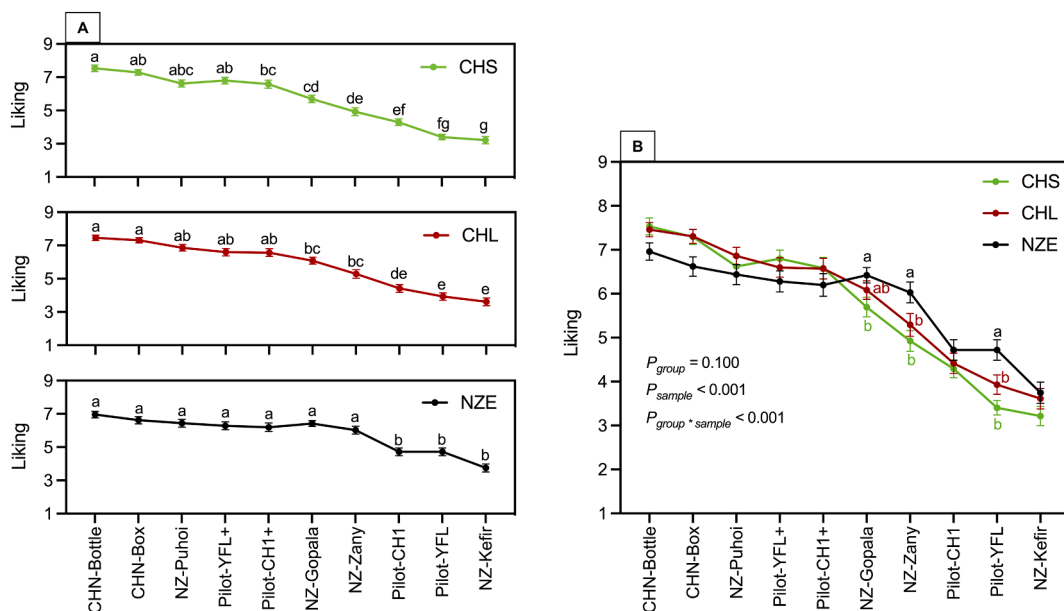 A
9
7
5
3
1
Liking
a ab abc ab bc cd de ef fg g
CHS
9
7
5
3
1
Liking
a a ab ab ab bc bc de e e
CHL
9
7
5
3
1
Liking
a a a a a a a b b b
NZE
CHN-Bottle
CHN-Box
NZ-Puhoi
Pilot-YFL+
Pilot-CH1+
NZ-Gopala
NZ-Zany
Pilot-CH1
Pilot-YFL
NZ-Kefir
B
9
8
7
6
5
4
3
2
1
Liking
CHS
CHL
NZE
a a
ab
b b
b
a
b
b
P group = 0.100
P sample < 0.001
P group * sample < 0.001
CHN-Bottle
CHN-Box
NZ-Puhoi
Pilot-YFL+
Pilot-CH1+
NZ-Gopala
NZ-Zany
Pilot-CH1
Pilot-YFL
NZ-Kefir